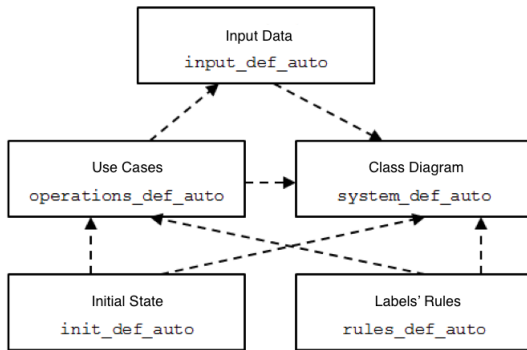 Input Data
input_def_auto
Use Cases
operations_def_auto
Class Diagram
system_def_auto
Initial State
init_def_auto
Labels' Rules
rules_def_auto